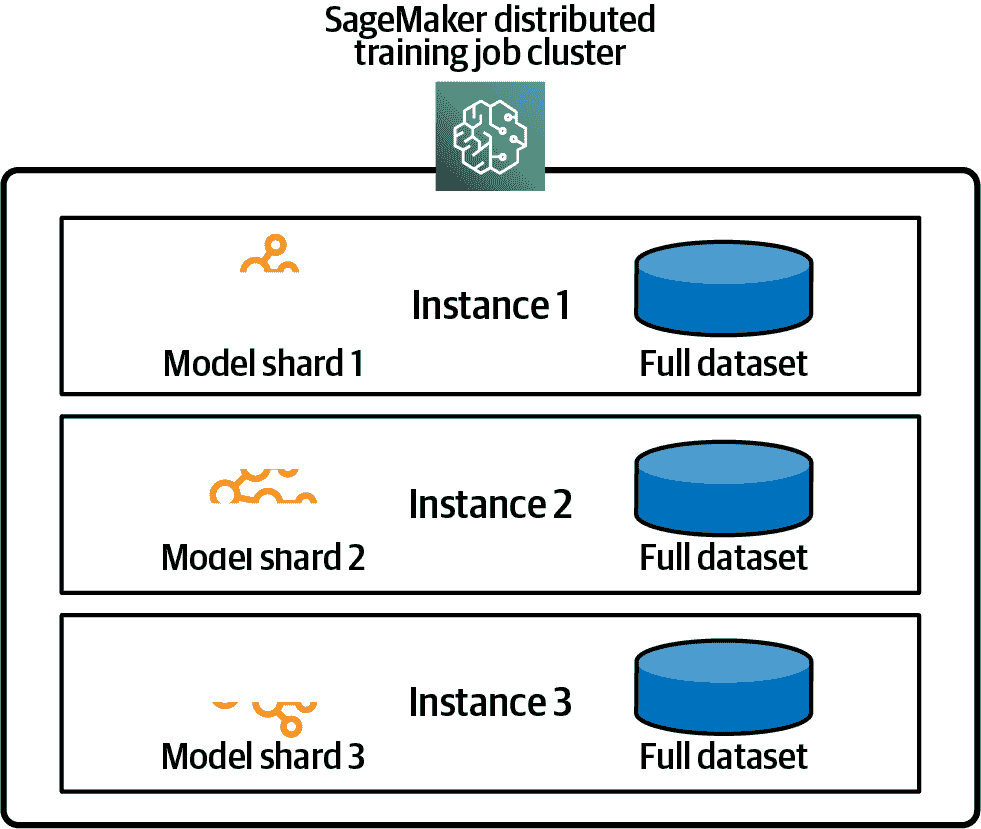 SageMaker distributed
training job cluster
Instance 1
Model shard 1
Full dataset
Instance 2
Model shard 2
Full dataset
Instance 3
Model shard 3
Full dataset